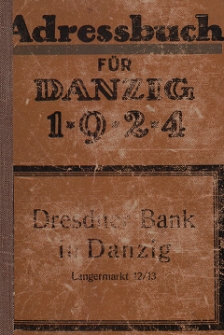 Adressbuch
FÜR
DANZIG
1·9·2·4
Dresdner Bank
in Danzig
Langermarkt 12/13